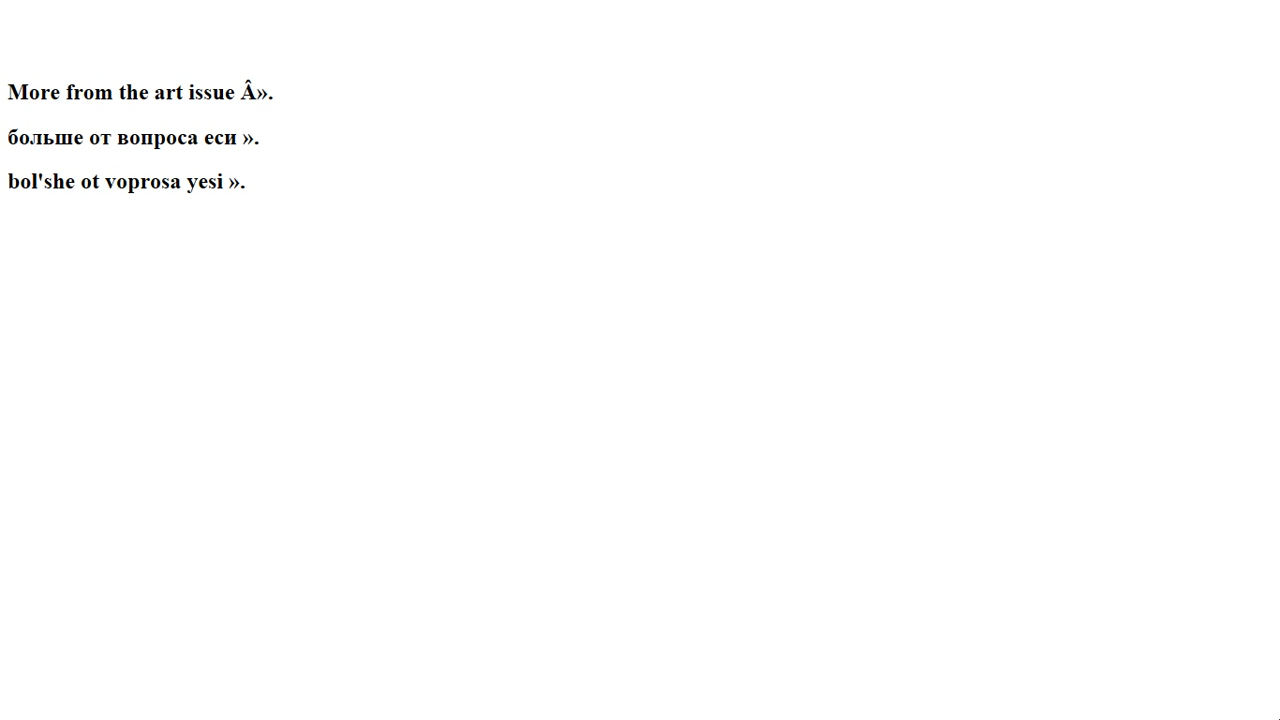 More from the art issue Â».
больше от вопроса еси ».
bol'she ot voprosa yesi ».